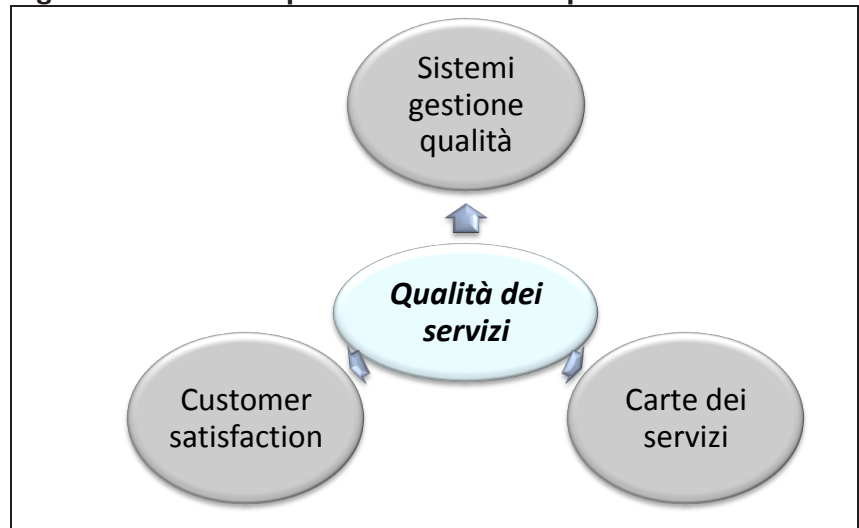 Sistemi
gestione
qualità
Qualità dei
servizi
Customer
satisfaction
Carte dei
servizi